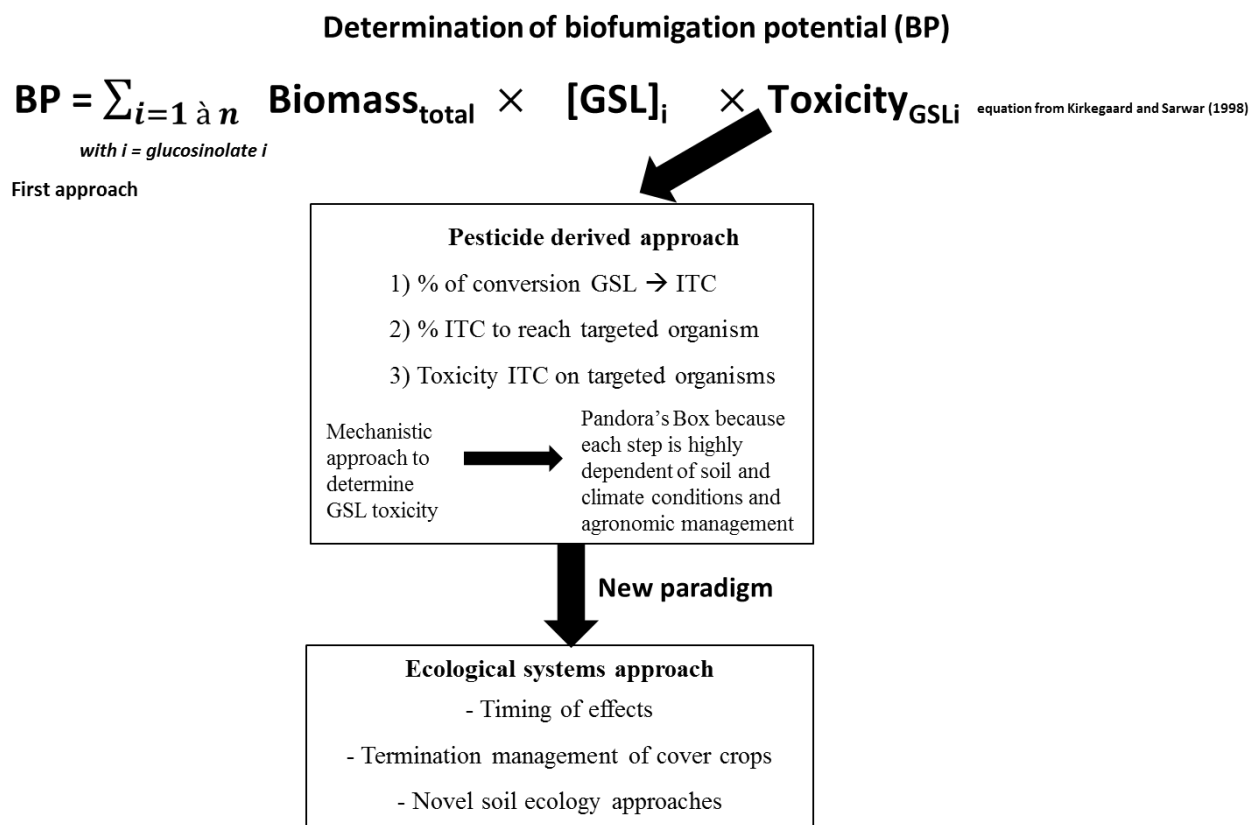 Determination of biofumigation potential (BP)
BP = ∑i=1 à n Biomass_total × [GSL]_i × Toxicity_GSLi equation from Kirkegaard and Sarwar (1998)
with i = glucosinolate i
First approach
Pesticide derived approach
1) % of conversion GSL → ITC
2) % ITC to reach targeted organism
3) Toxicity ITC on targeted organisms
Mechanistic
approach to
determine
GSL toxicity
Pandora’s Box because
each step is highly
dependent of soil and
climate conditions and
agronomic management
New paradigm
Ecological systems approach
- Timing of effects
- Termination management of cover crops
- Novel soil ecology approaches